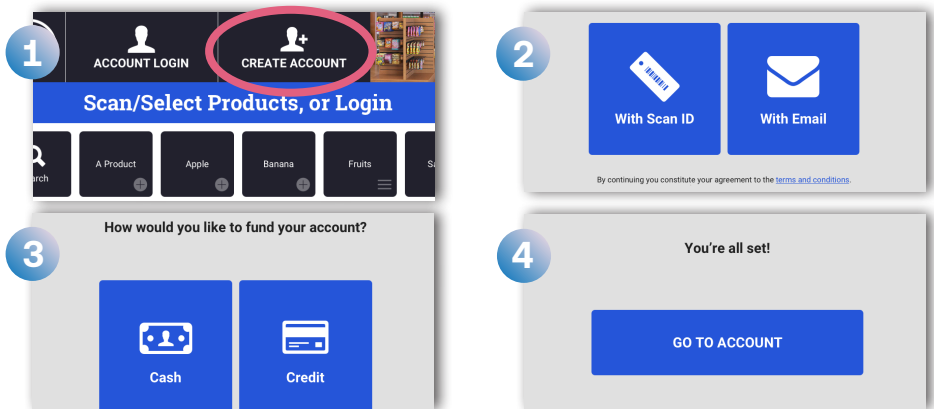 1
ACCOUNT LOGIN
CREATE ACCOUNT
Scan/Select Products, or Login
arch
A Product
Apple
Banana
Fruits
2
With Scan ID
With Email
By continuing you constitute your agreement to the terms and conditions.
3
How would you like to fund your account?
Cash
Credit
4
You're all set!
GO TO ACCOUNT